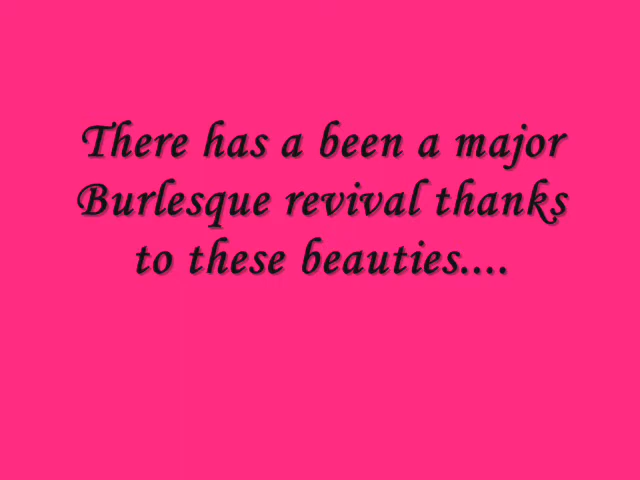 There has a been a major
Burlesque revival thanks
to these beauties....